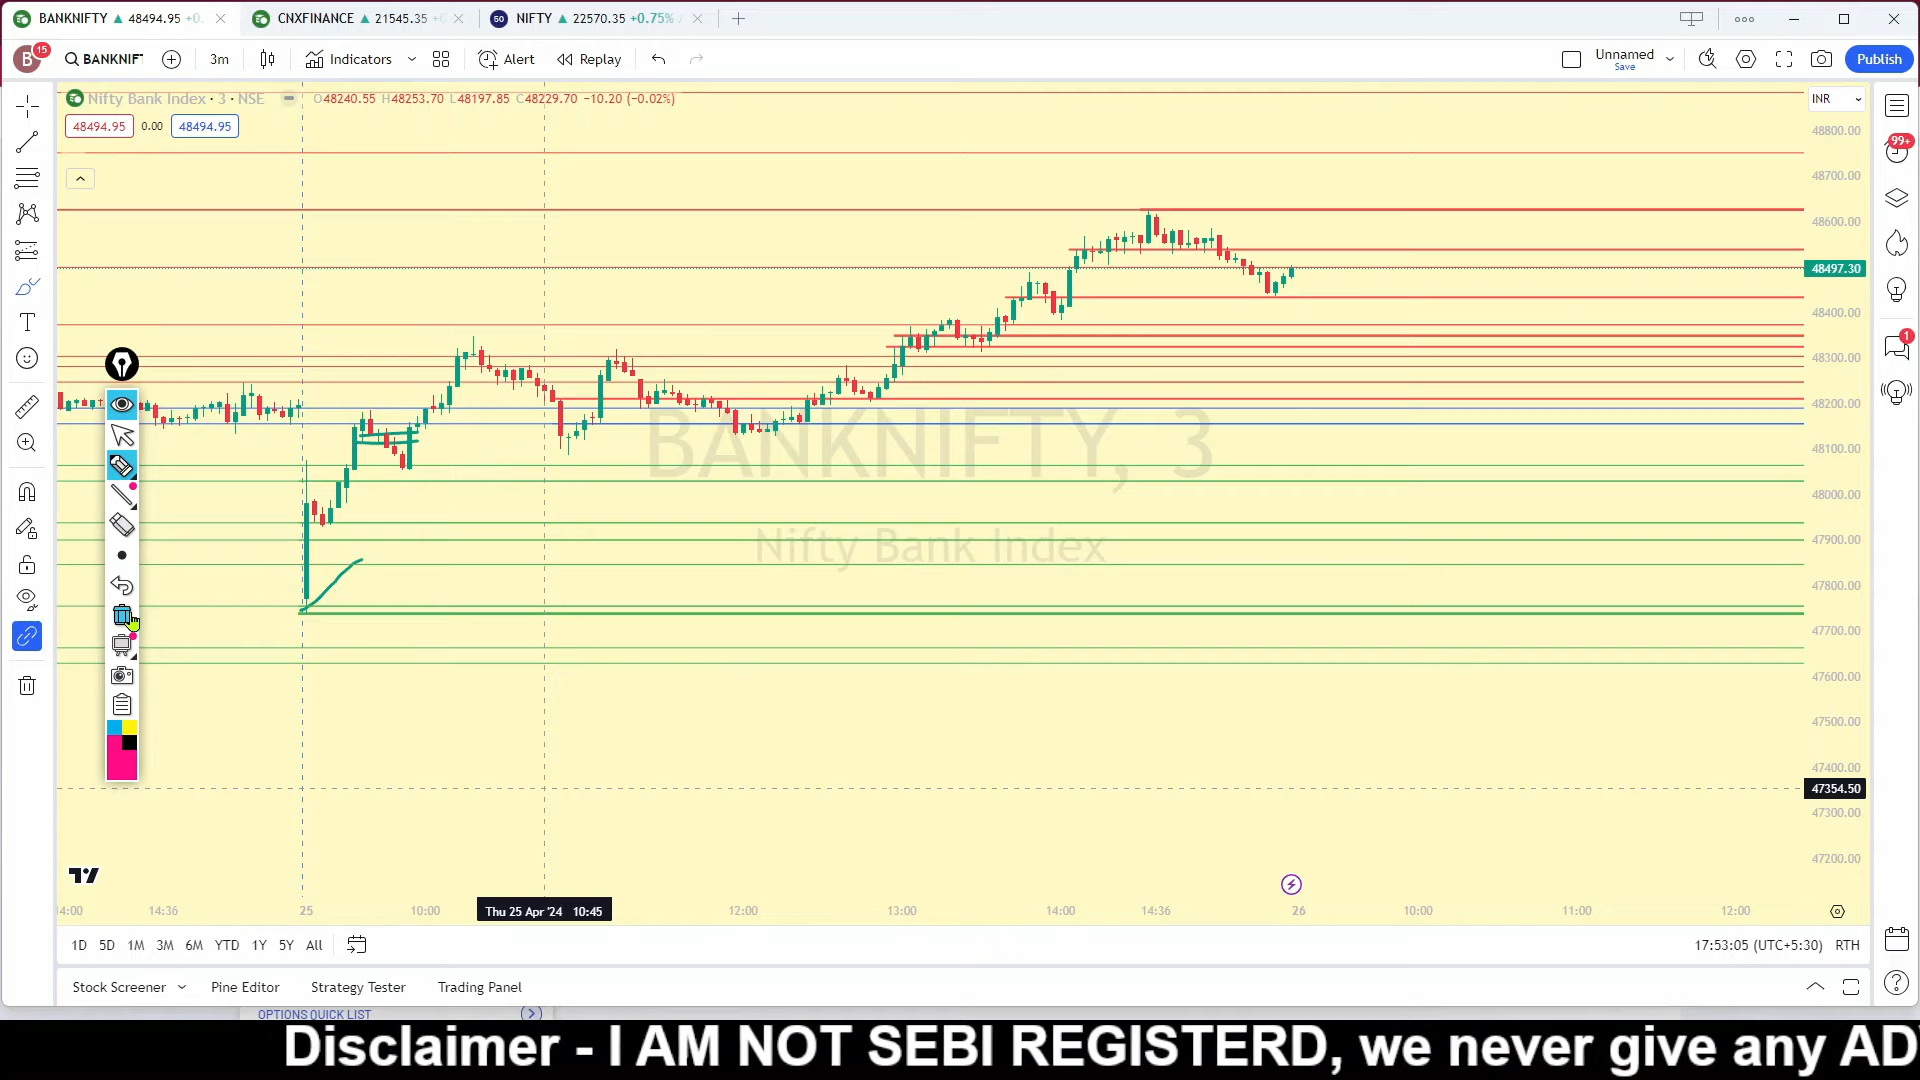 BANKNIFTY ▲ 48494.95 +0.
CNXFINANCE ▲ 21545.35
50 NIFTY ▲ 22570.35 +0.75%
B 15
BANKNIF
3m
Indicators
Alert
Replay
Unnamed
Save
Publish
Nifty Bank Index · 3 · NSE O48240.55 H48253.70 L48197.85 C48229.70 −10.20 (−0.02%)
INR
48494.95 0.00 48494.95
48800.00
99+
48700.00
48600.00
48497.30
48400.00
1
48300.00
48200.00
48100.00
48000.00
47900.00
47800.00
47700.00
47600.00
47500.00
47400.00
47354.50
47300.00
47200.00
BANKNIFTY, 3
Nifty Bank Index
14:00 14:36 25 10:00 Thu 25 Apr '24 10:45 12:00 13:00 14:00 14:36 26 10:00 11:00 12:00
1D 5D 1M 3M 6M YTD 1Y 5Y All 17:53:05 (UTC+5:30) RTH
Stock Screener Pine Editor Strategy Tester Trading Panel
OPTIONS QUICK LIST
Disclaimer - I AM NOT SEBI REGISTERD, we never give any AD